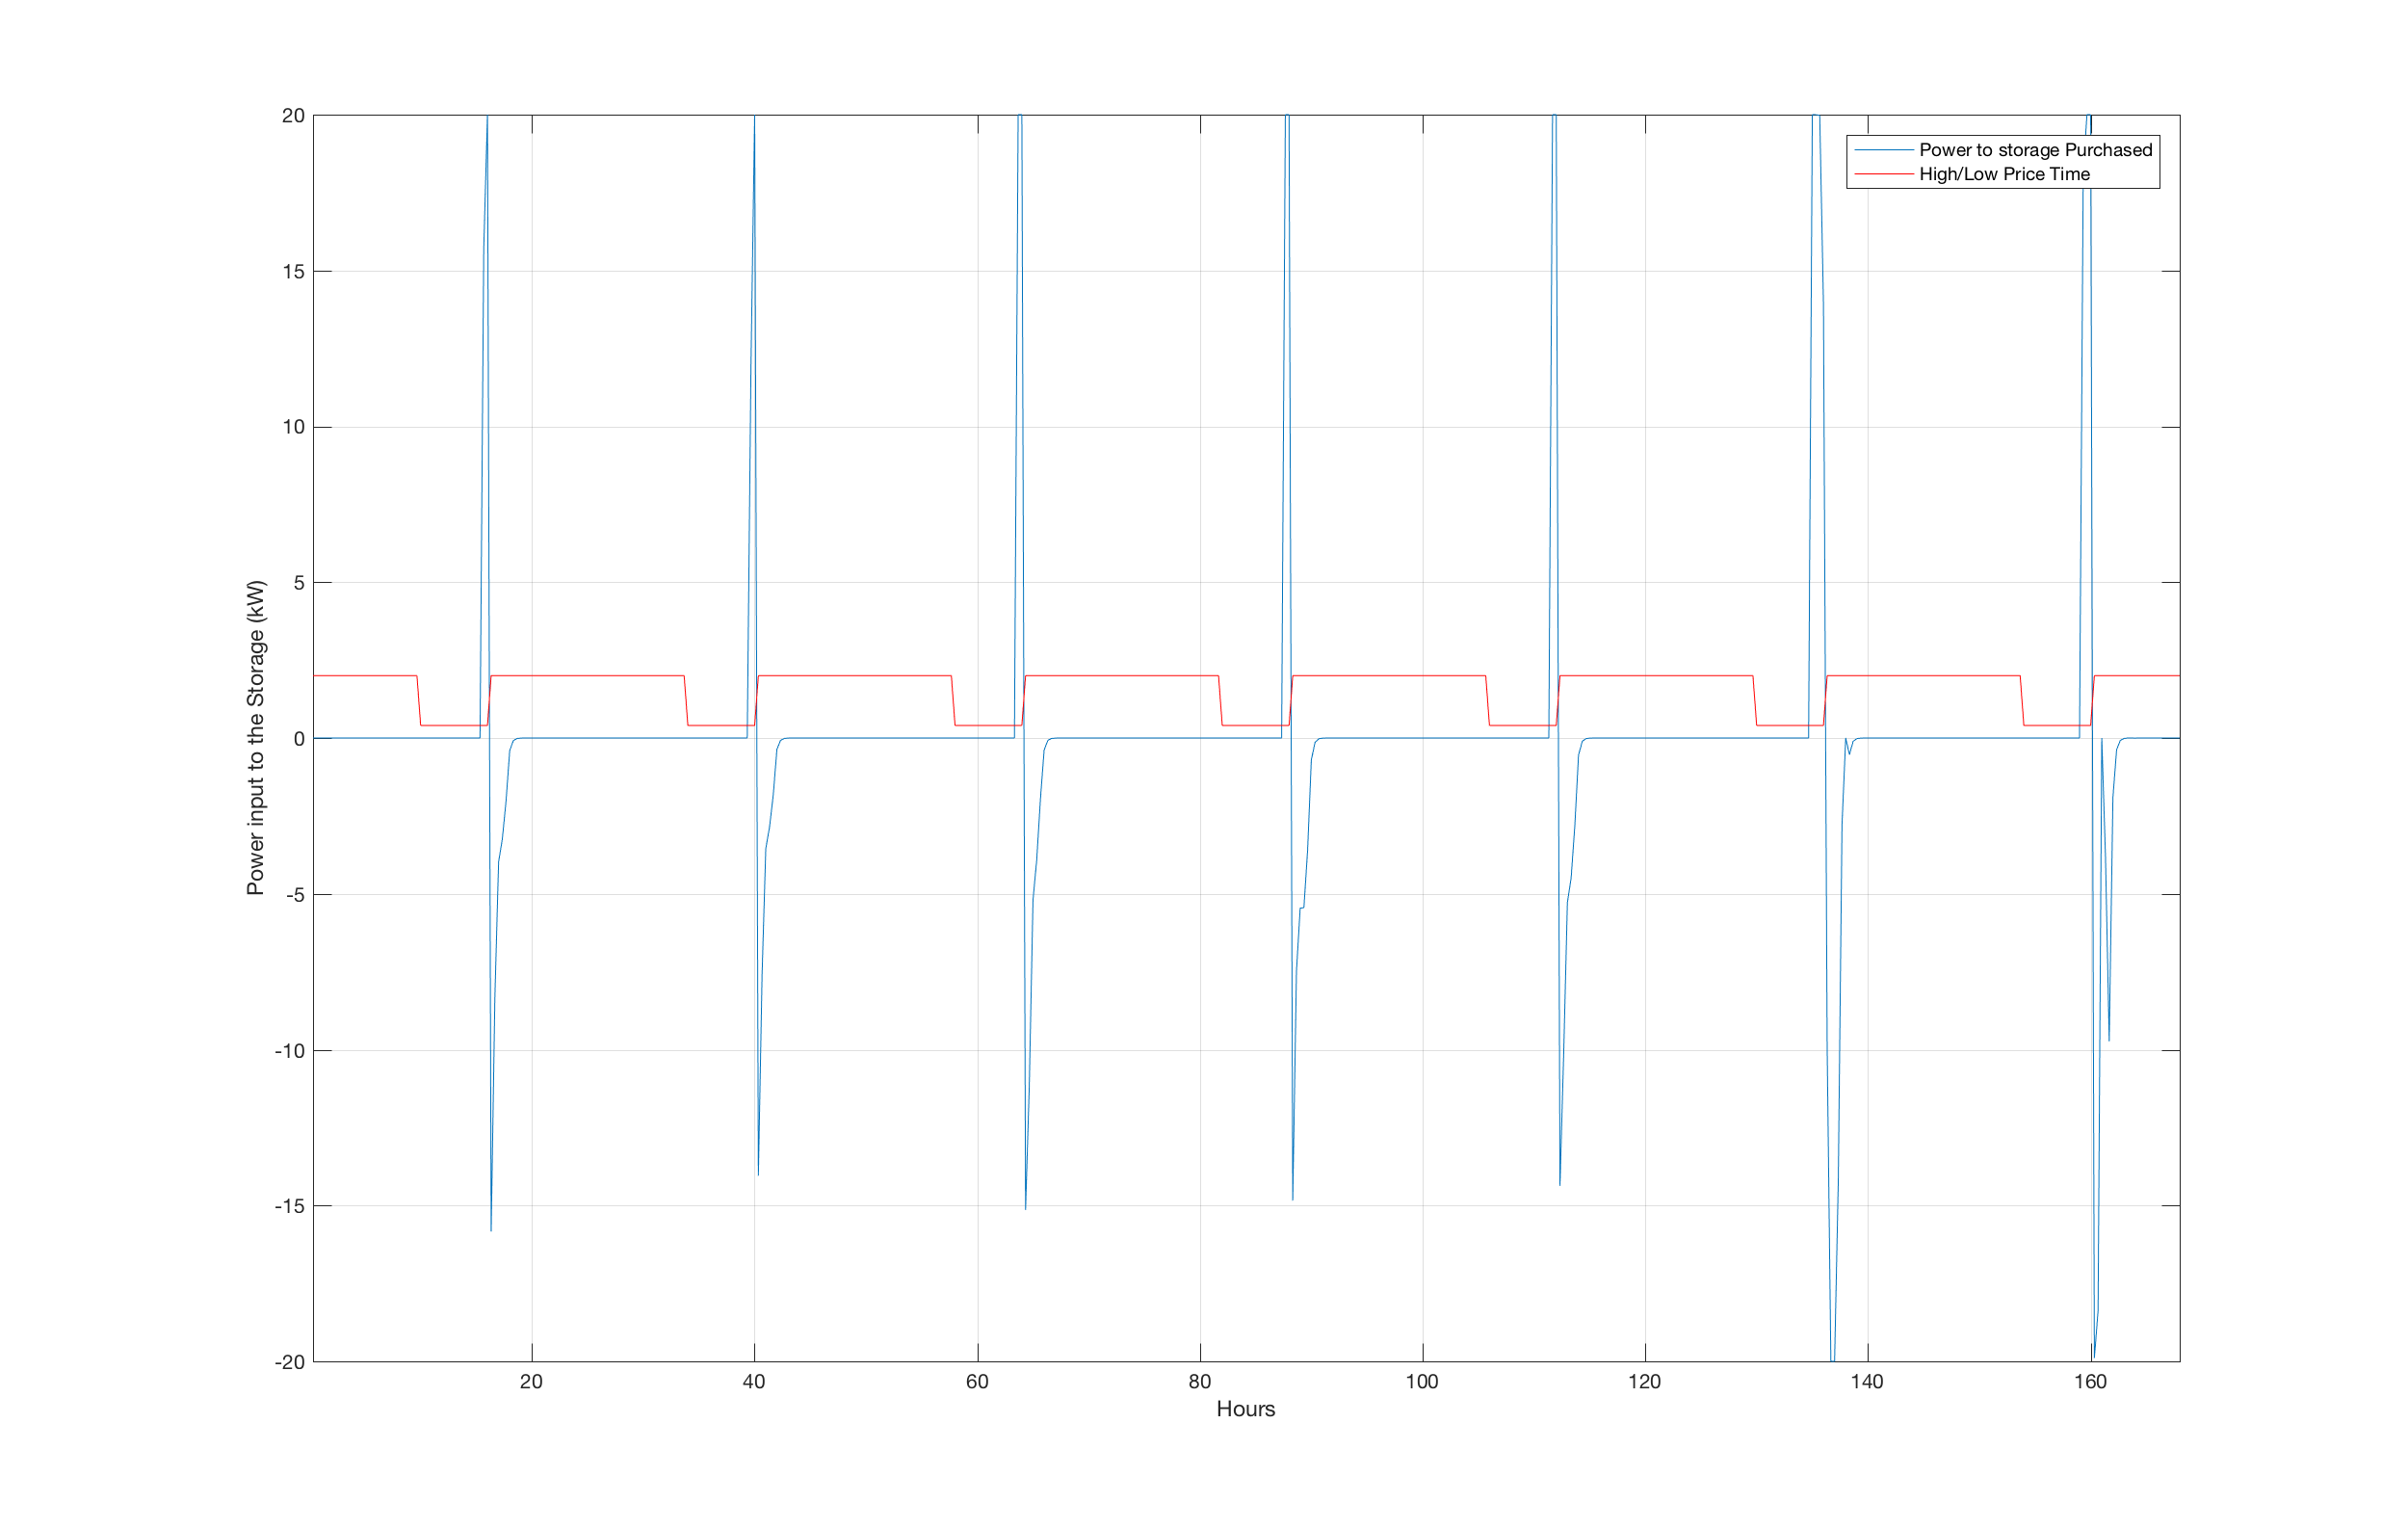 20
15
10
5
0
-5
-10
-15
-20
Power input to the Storage (kW)
Power to storage Purchased
High/Low Price Time
20 40 60 80 100 120 140 160
Hours